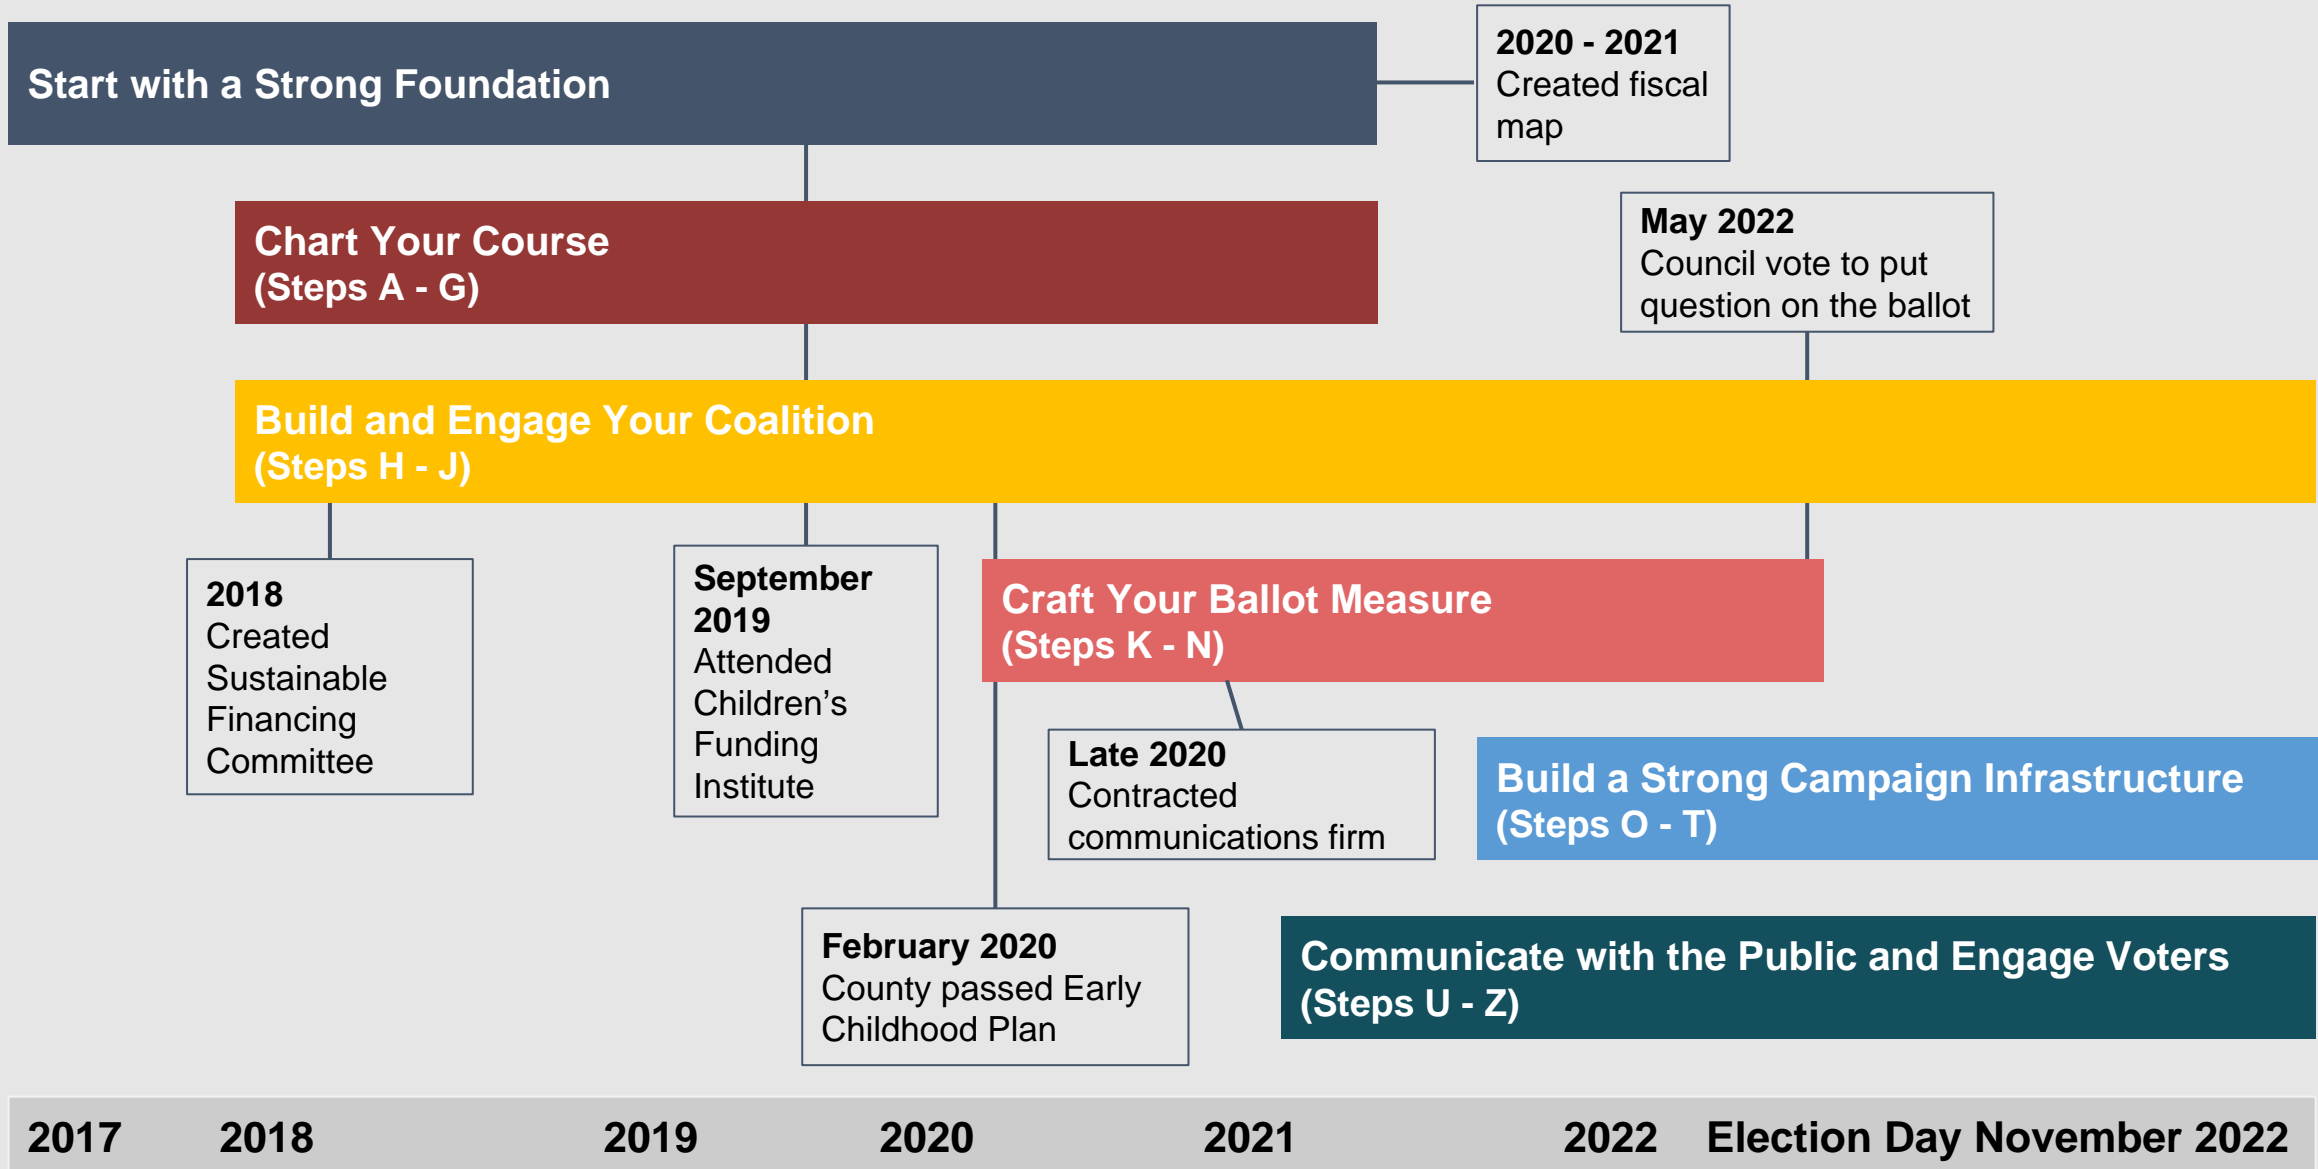 Start with a Strong Foundation
2020 - 2021
Created fiscal
map
Chart Your Course
(Steps A - G)
May 2022
Council vote to put
question on the ballot
Build and Engage Your Coalition
(Steps H - J)
2018
Created
Sustainable
Financing
Committee
September
2019
Attended
Children’s
Funding
Institute
Craft Your Ballot Measure
(Steps K - N)
Late 2020
Contracted
communications firm
Build a Strong Campaign Infrastructure
(Steps O - T)
February 2020
County passed Early
Childhood Plan
Communicate with the Public and Engage Voters
(Steps U - Z)
2017 2018 2019 2020 2021 2022 Election Day November 2022